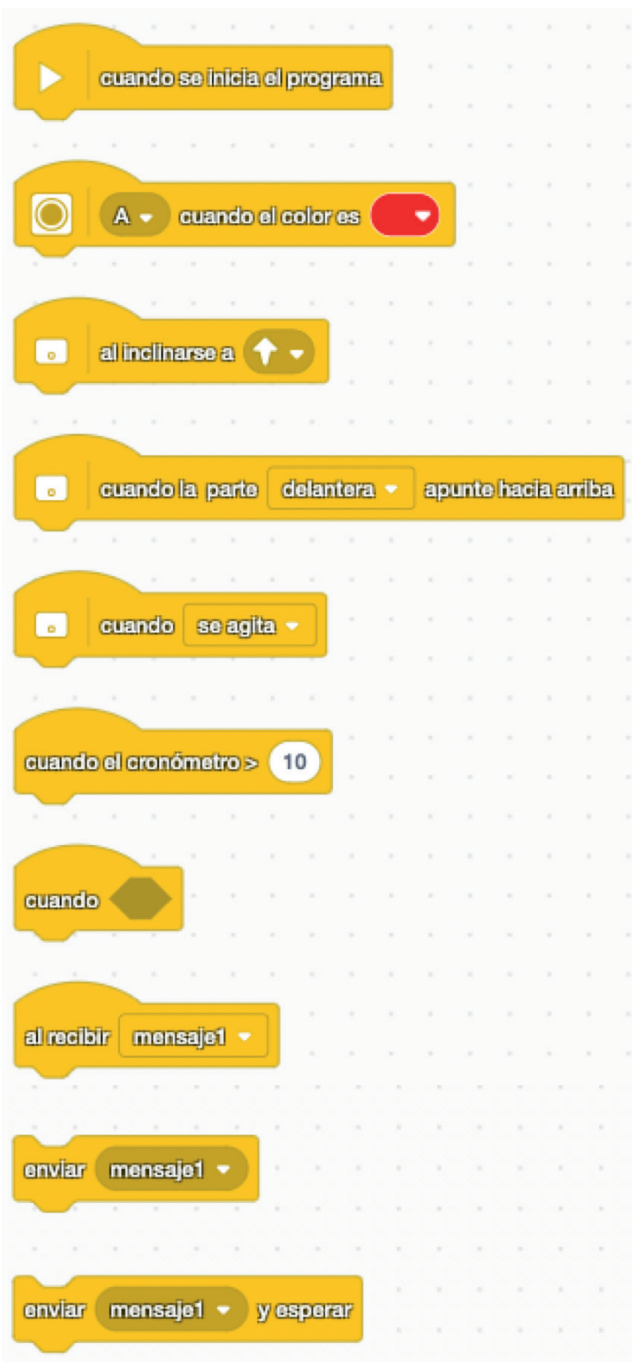 cuando se inicia el programa
A cuando el color es
al inclinarse a
cuando la parte delantera apunte hacia arriba
cuando se agita
cuando el cronómetro > 10
cuando
al recibir mensaje1
enviar mensaje1
enviar mensaje1 y esperar